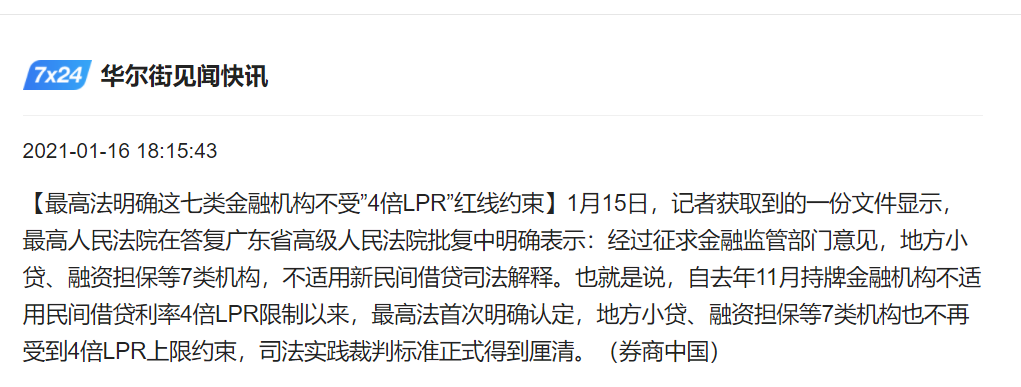 7x24 华尔街见闻快讯
2021-01-16 18:15:43
【最高法明确这七类金融机构不受”4倍LPR”红线约束】1月15日，记者获取到的一份文件显示，
最高人民法院在答复广东省高级人民法院批复中明确表示：经过征求金融监管部门意见，地方小
贷、融资担保等7类机构，不适用新民间借贷司法解释。也就是说，自去年11月持牌金融机构不适
用民间借贷利率4倍LPR限制以来，最高法首次明确认定，地方小贷、融资担保等7类机构也不再
受到4倍LPR上限约束，司法实践裁判标准正式得到厘清。（券商中国）